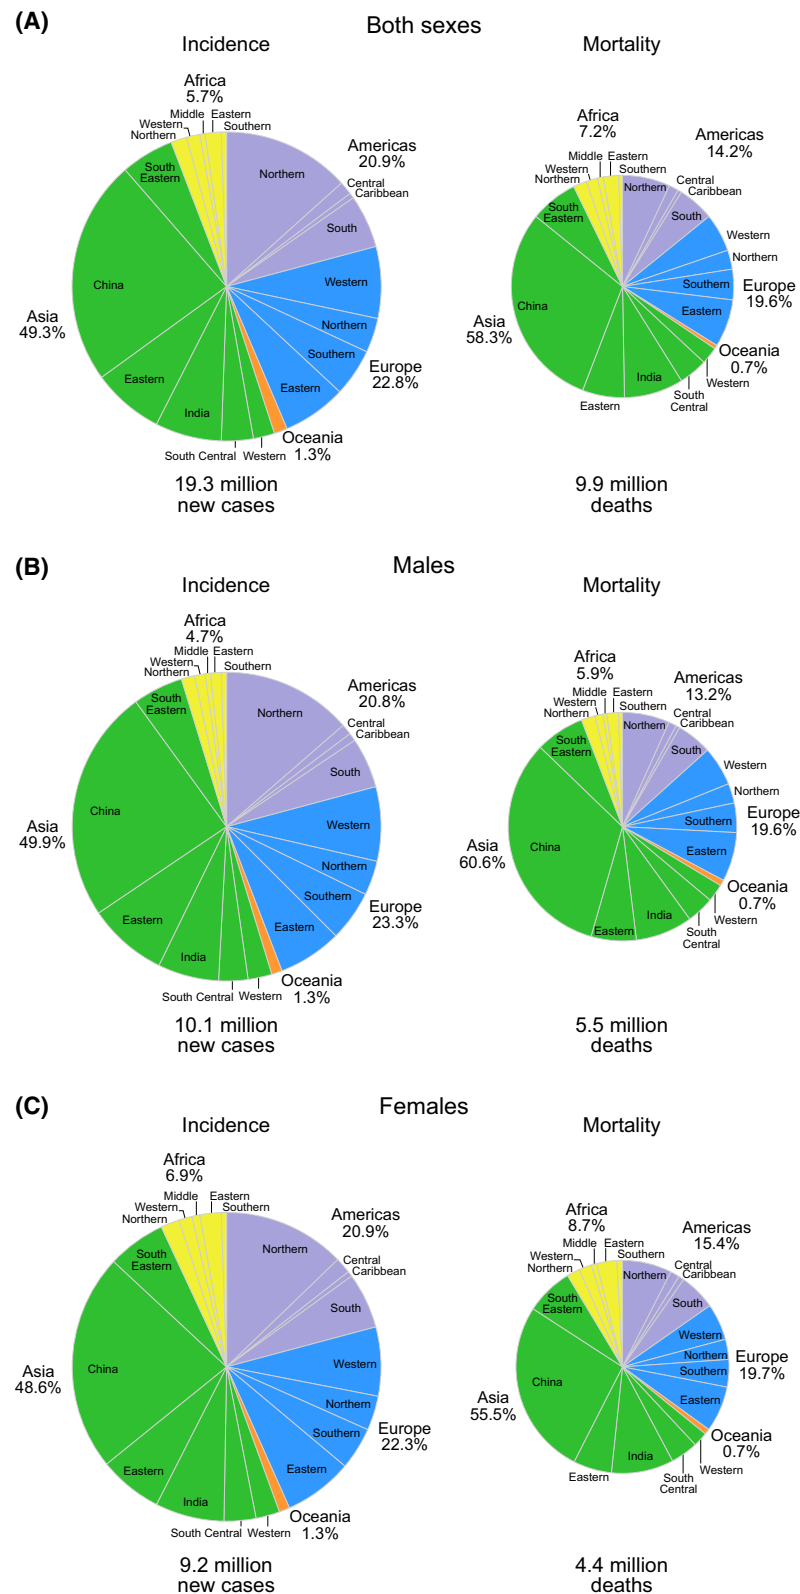 (A)
Both sexes
Incidence
Mortality
Africa
5.7%
Middle
Eastern
Western
Northern
Southern
Americas
20.9%
South
Eastern
Northern
Central
Caribbean
South
China
Western
Asia
49.3%
Northern
Southern
Europe
22.8%
Eastern
Eastern
India
Oceania
1.3%
South Central
Western
19.3 million
new cases
Africa
7.2%
Americas
14.2%
Middle
Eastern
Western
Northern
Southern
Central
Caribbean
Northern
South
Eastern
South
Western
Northern
China
Southern
Europe
19.6%
Asia
58.3%
Eastern
Oceania
0.7%
India
Western
South
Central
Eastern
9.9 million
deaths
(B)
Males
Incidence
Mortality
Africa
4.7%
Middle
Eastern
Western
Northern
Southern
Americas
20.8%
South
Eastern
Northern
Central
Caribbean
South
China
Western
Asia
49.9%
Northern
Southern
Europe
23.3%
Eastern
Eastern
India
Oceania
1.3%
South Central
Western
10.1 million
new cases
Africa
5.9%
Americas
13.2%
Middle
Eastern
Western
Northern
Southern
Central
Caribbean
Northern
South
Eastern
South
Western
Northern
Southern
Europe
19.6%
Asia
60.6%
China
Eastern
Oceania
0.7%
India
Western
South
Central
Eastern
5.5 million
deaths
(C)
Females
Incidence
Mortality
Africa
6.9%
Middle
Eastern
Western
Northern
Southern
Americas
20.9%
South
Eastern
Northern
Central
Caribbean
South
China
Western
Asia
48.6%
Northern
Southern
Europe
22.3%
Eastern
Eastern
India
Oceania
1.3%
South Central
Western
9.2 million
new cases
Africa
8.7%
Americas
15.4%
Middle
Eastern
Western
Northern
Southern
Central
Caribbean
Northern
South
Eastern
South
Western
Northern
Southern
Europe
19.7%
China
Asia
55.5%
Eastern
Oceania
0.7%
India
Western
South
Central
Eastern
4.4 million
deaths